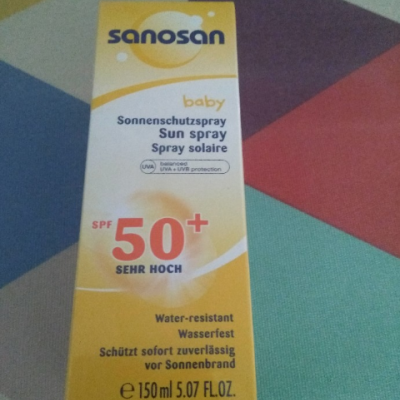 sanosan
baby
Sonnenschutzspray
Sun spray
Spray solaire
UVA balanced
UVA + UVB protection
SPF 50+
SEHR HOCH
Water-resistant
Wasserfest
Schützt sofort zuverlässig
vor Sonnenbrand
℮ 150 ml 5.07 FL.OZ.